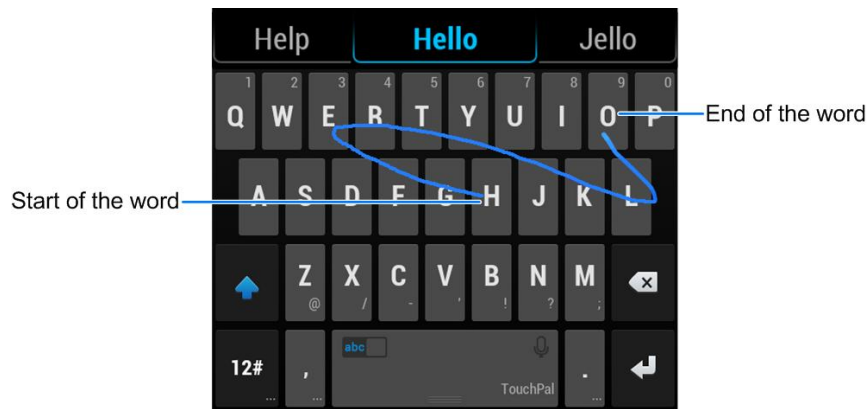 Help Hello Jello
1 2 3 4 5 6 7 8 9 0
Q W E R T Y U I O P
End of the word
Start of the word
A S D F G H J K L
Z X C V B N M
@ / - ' ! ? ;
abc
12# , .
... ... ...
TouchPal